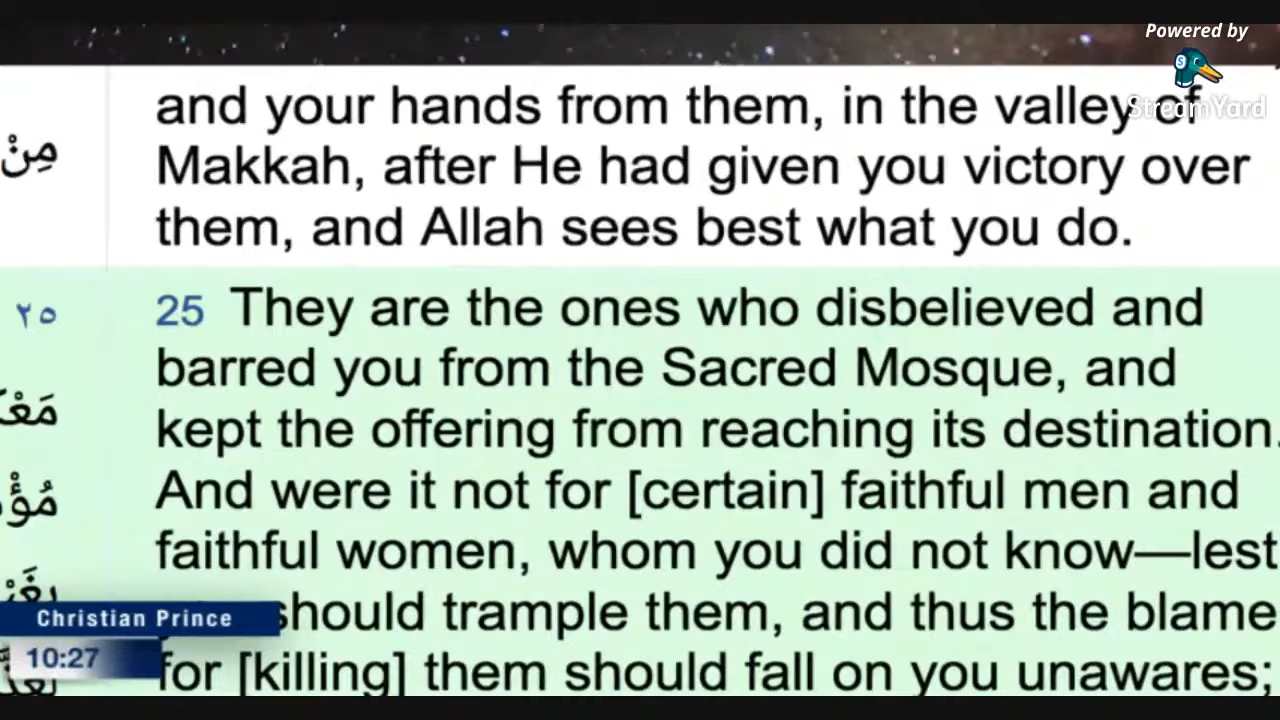 Powered by
StreamYard
and your hands from them, in the valley of
Makkah, after He had given you victory over
them, and Allah sees best what you do.
مِنْ
25 They are the ones who disbelieved and
٢٥
barred you from the Sacred Mosque, and
kept the offering from reaching its destination.
And were it not for [certain] faithful men and
faithful women, whom you did not know—lest
should trample them, and thus the blame
for [killing] them should fall on you unawares;
Christian Prince
10:27